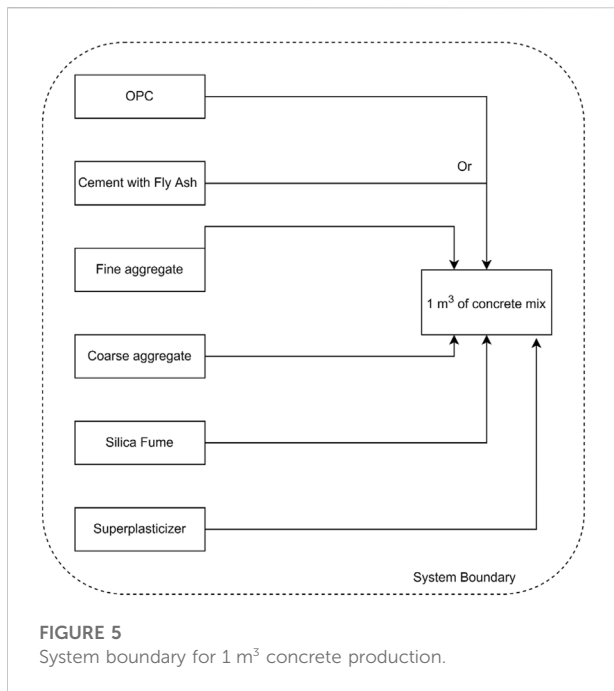 OPC
Or
Cement with Fly Ash
Fine aggregate
1 m³ of concrete mix
Coarse aggregate
Silica Fume
Superplasticizer
System Boundary
FIGURE 5
System boundary for 1 m³ concrete production.